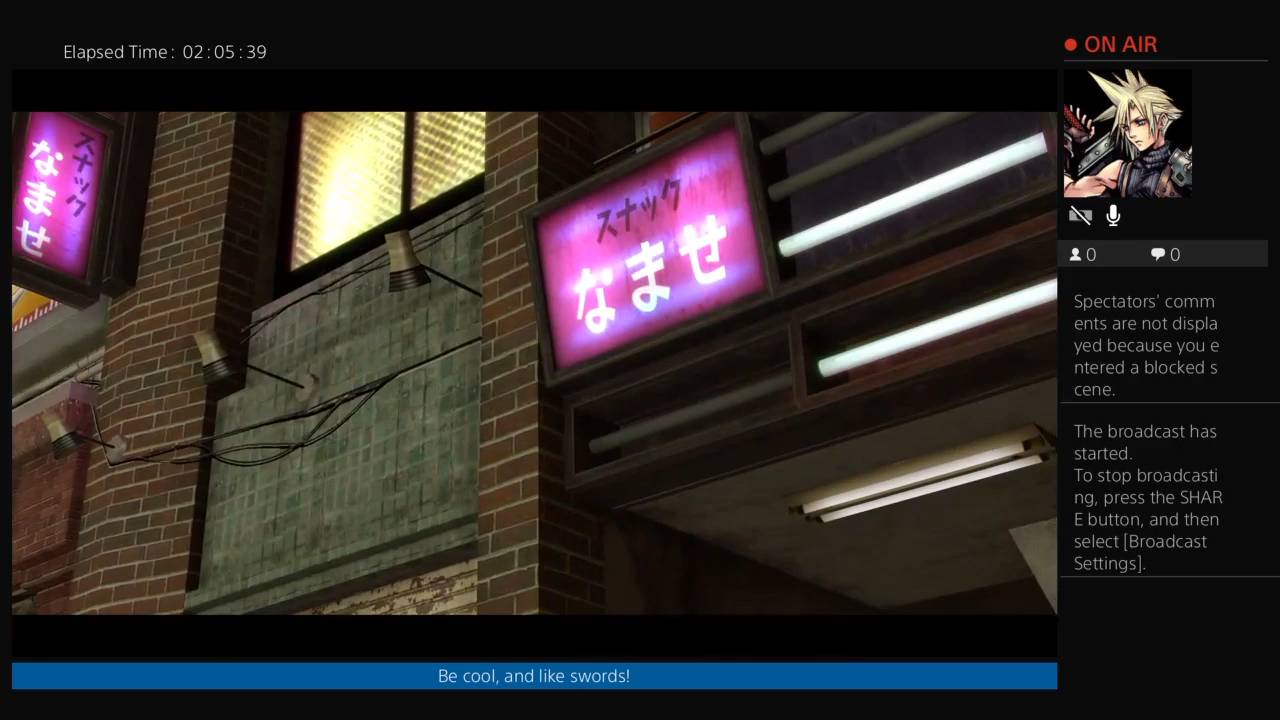 Elapsed Time: 02:05:39
ON AIR
スナック
なませ
スナック
なませ
0
0
Spectators' comm
ents are not displa
yed because you e
ntered a blocked s
cene.
The broadcast has
started.
To stop broadcasti
ng, press the SHAR
E button, and then
select [Broadcast
Settings].
Be cool, and like swords!